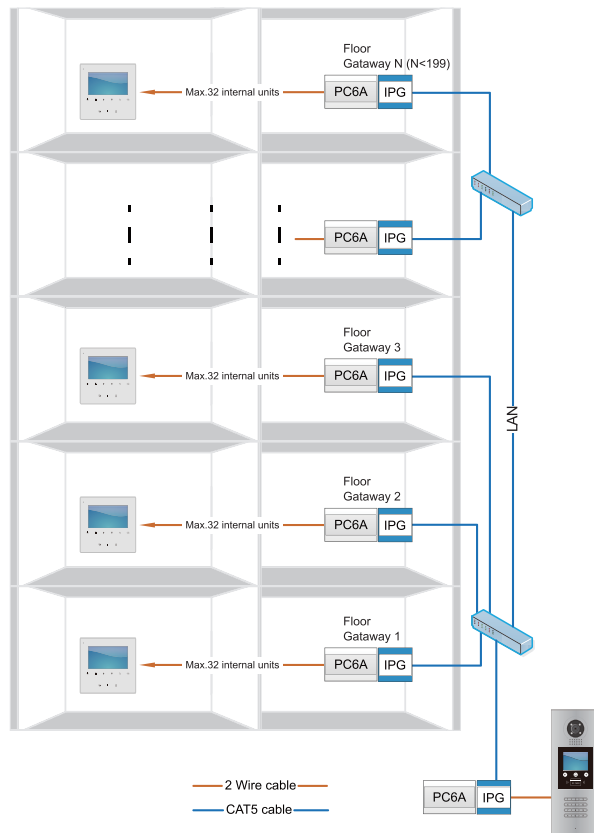 Floor
Gataway N (N<199)
Max.32 internal units
PC6A
IPG
PC6A
IPG
Floor
Gataway 3
Max.32 internal units
PC6A
IPG
LAN
Floor
Gataway 2
Max.32 internal units
PC6A
IPG
Floor
Gataway 1
Max.32 internal units
PC6A
IPG
2 Wire cable
CAT5 cable
PC6A
IPG